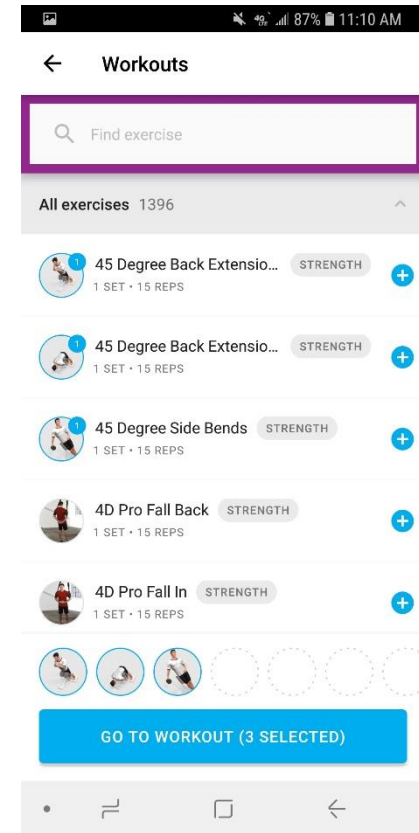 87% 11:10 AM
Workouts
Find exercise
All exercises 1396
1
45 Degree Back Extensio... STRENGTH
1 SET • 15 REPS
1
45 Degree Back Extensio... STRENGTH
1 SET • 15 REPS
1
45 Degree Side Bends STRENGTH
1 SET • 15 REPS
4D Pro Fall Back STRENGTH
1 SET • 15 REPS
4D Pro Fall In STRENGTH
1 SET • 15 REPS
GO TO WORKOUT (3 SELECTED)